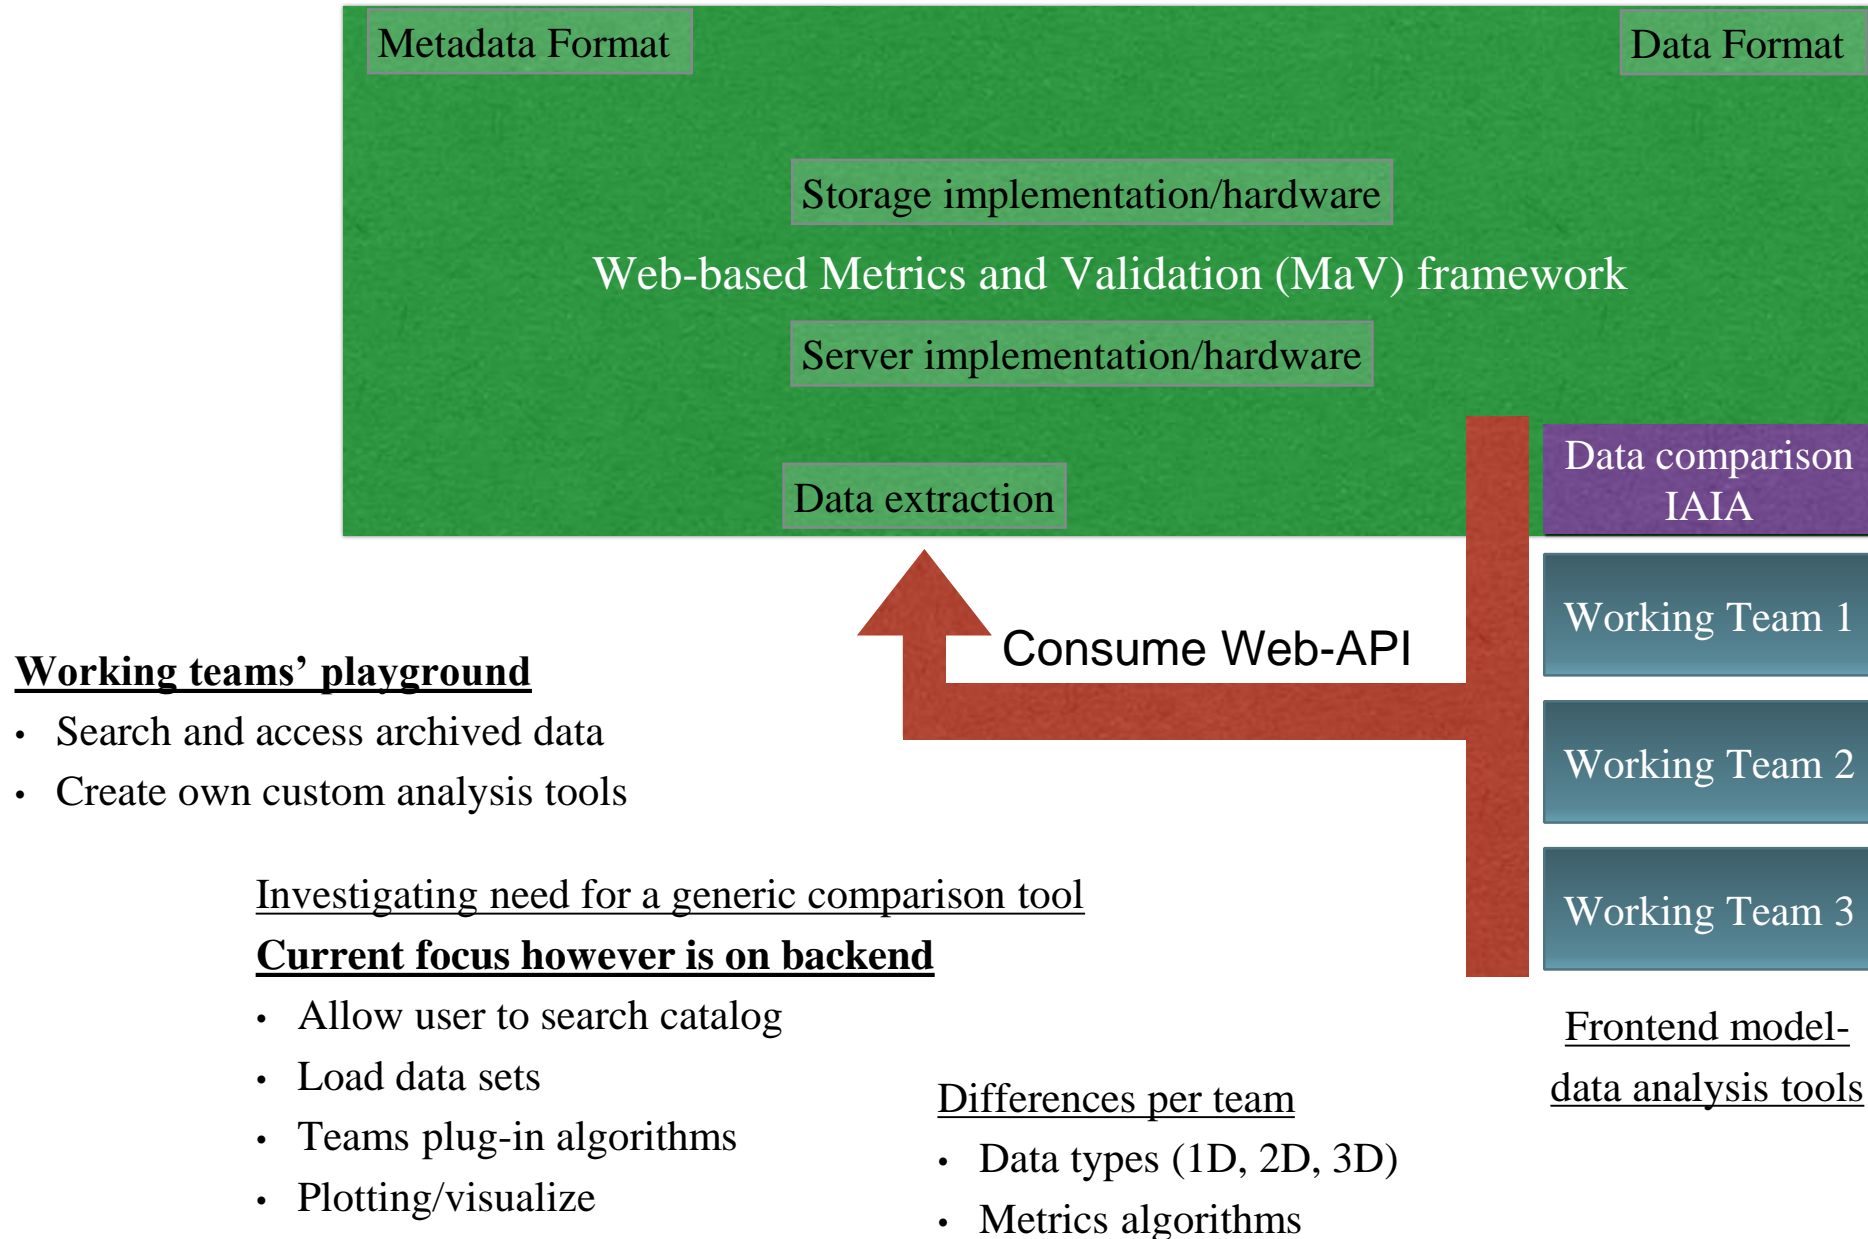 Metadata Format
Data Format
Storage implementation/hardware
Web-based Metrics and Validation (MaV) framework
Server implementation/hardware
Data extraction
Data comparison
IAIA
Working Team 1
Working Team 2
Working Team 3
Consume Web-API
Working teams’ playground
• Search and access archived data
• Create own custom analysis tools
Investigating need for a generic comparison tool
Current focus however is on backend
• Allow user to search catalog
• Load data sets
• Teams plug-in algorithms
• Plotting/visualize
Differences per team
• Data types (1D, 2D, 3D)
• Metrics algorithms
Frontend model-
data analysis tools